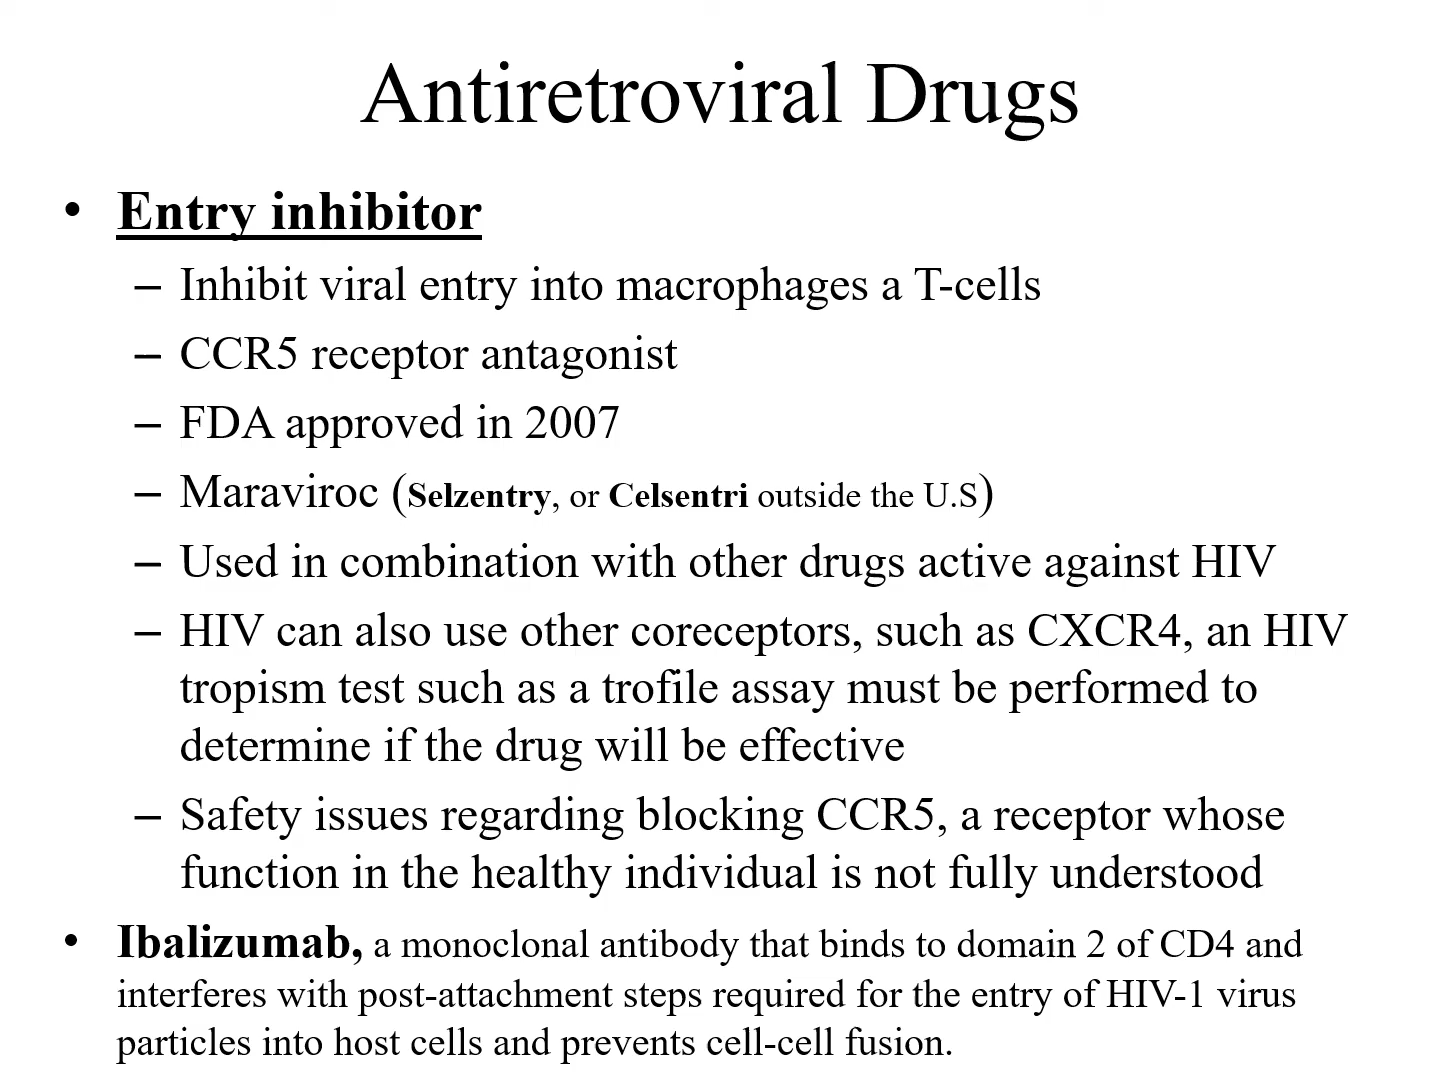 Antiretroviral Drugs
• Entry inhibitor
– Inhibit viral entry into macrophages a T-cells
– CCR5 receptor antagonist
– FDA approved in 2007
– Maraviroc (Selzentry, or Celsentri outside the U.S)
– Used in combination with other drugs active against HIV
– HIV can also use other coreceptors, such as CXCR4, an HIV
tropism test such as a trofile assay must be performed to
determine if the drug will be effective
– Safety issues regarding blocking CCR5, a receptor whose
function in the healthy individual is not fully understood
• Ibalizumab, a monoclonal antibody that binds to domain 2 of CD4 and
interferes with post-attachment steps required for the entry of HIV-1 virus
particles into host cells and prevents cell-cell fusion.